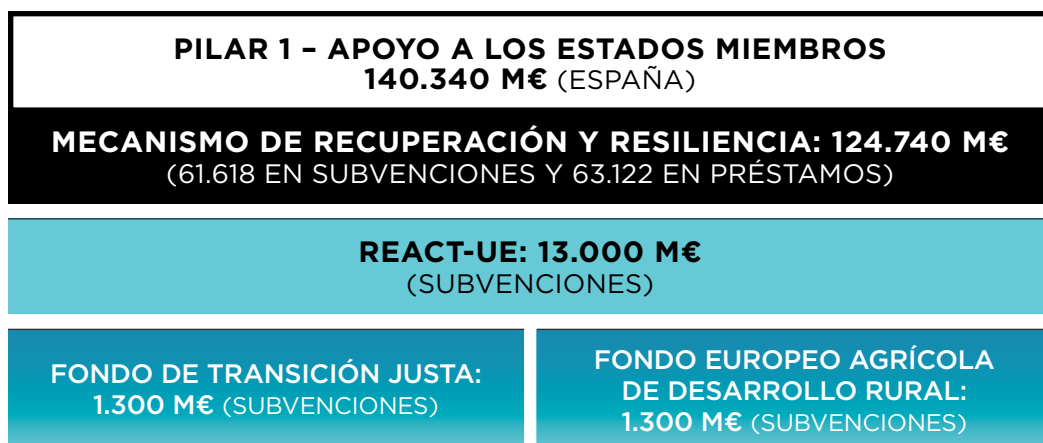 PILAR 1 – APOYO A LOS ESTADOS MIEMBROS
140.340 M€ (ESPAÑA)
MECANISMO DE RECUPERACIÓN Y RESILIENCIA: 124.740 M€
(61.618 EN SUBVENCIONES Y 63.122 EN PRÉSTAMOS)
REACT-UE: 13.000 M€
(SUBVENCIONES)
FONDO DE TRANSICIÓN JUSTA:
1.300 M€ (SUBVENCIONES)
FONDO EUROPEO AGRÍCOLA
DE DESARROLLO RURAL:
1.300 M€ (SUBVENCIONES)